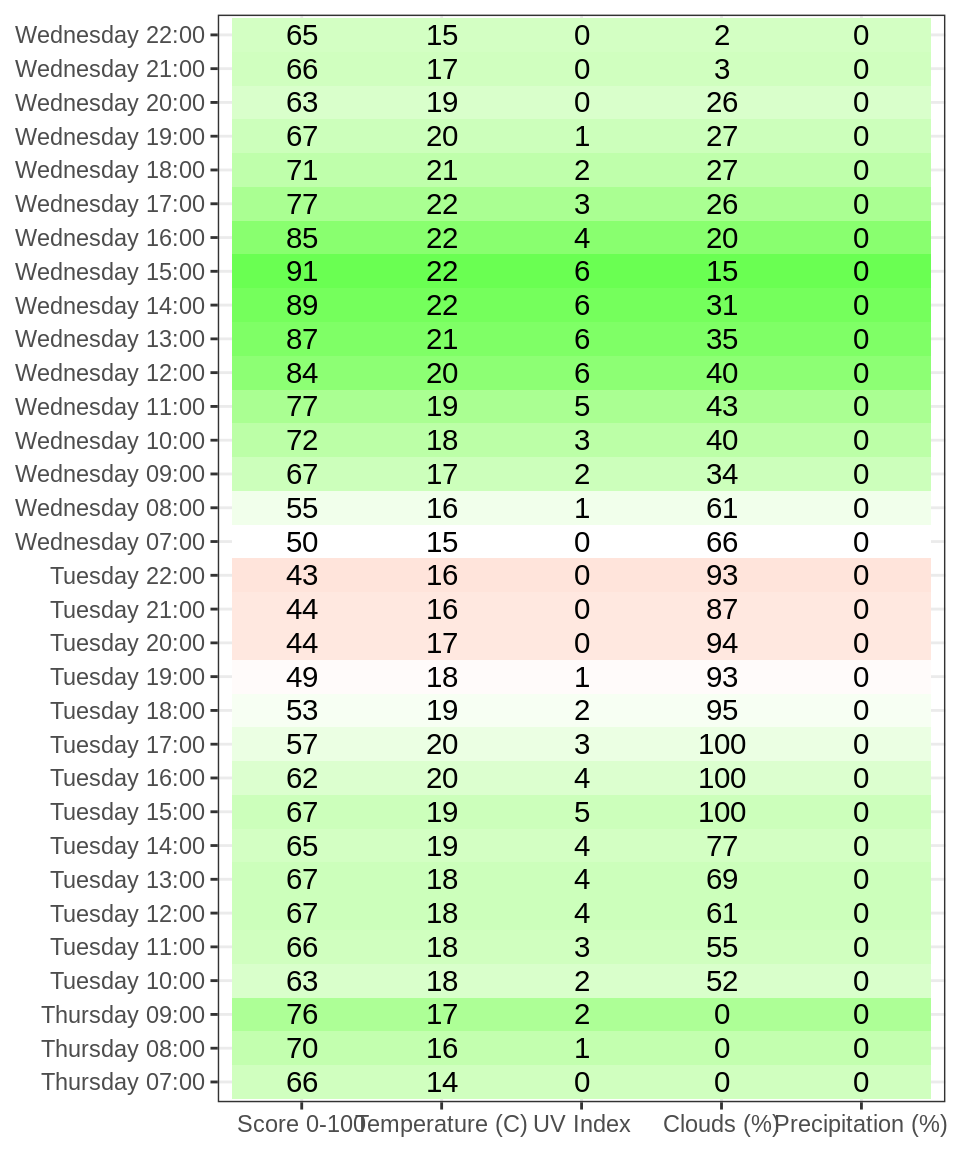 Wednesday 22:00 65 15 0 2 0
Wednesday 21:00 66 17 0 3 0
Wednesday 20:00 63 19 0 26 0
Wednesday 19:00 67 20 1 27 0
Wednesday 18:00 71 21 2 27 0
Wednesday 17:00 77 22 3 26 0
Wednesday 16:00 85 22 4 20 0
Wednesday 15:00 91 22 6 15 0
Wednesday 14:00 89 22 6 31 0
Wednesday 13:00 87 21 6 35 0
Wednesday 12:00 84 20 6 40 0
Wednesday 11:00 77 19 5 43 0
Wednesday 10:00 72 18 3 40 0
Wednesday 09:00 67 17 2 34 0
Wednesday 08:00 55 16 1 61 0
Wednesday 07:00 50 15 0 66 0
Tuesday 22:00 43 16 0 93 0
Tuesday 21:00 44 16 0 87 0
Tuesday 20:00 44 17 0 94 0
Tuesday 19:00 49 18 1 93 0
Tuesday 18:00 53 19 2 95 0
Tuesday 17:00 57 20 3 100 0
Tuesday 16:00 62 20 4 100 0
Tuesday 15:00 67 19 5 100 0
Tuesday 14:00 65 19 4 77 0
Tuesday 13:00 67 18 4 69 0
Tuesday 12:00 67 18 4 61 0
Tuesday 11:00 66 18 3 55 0
Tuesday 10:00 63 18 2 52 0
Thursday 09:00 76 17 2 0 0
Thursday 08:00 70 16 1 0 0
Thursday 07:00 66 14 0 0 0
Score 0-100 Temperature (C) UV Index Clouds (%) Precipitation (%)